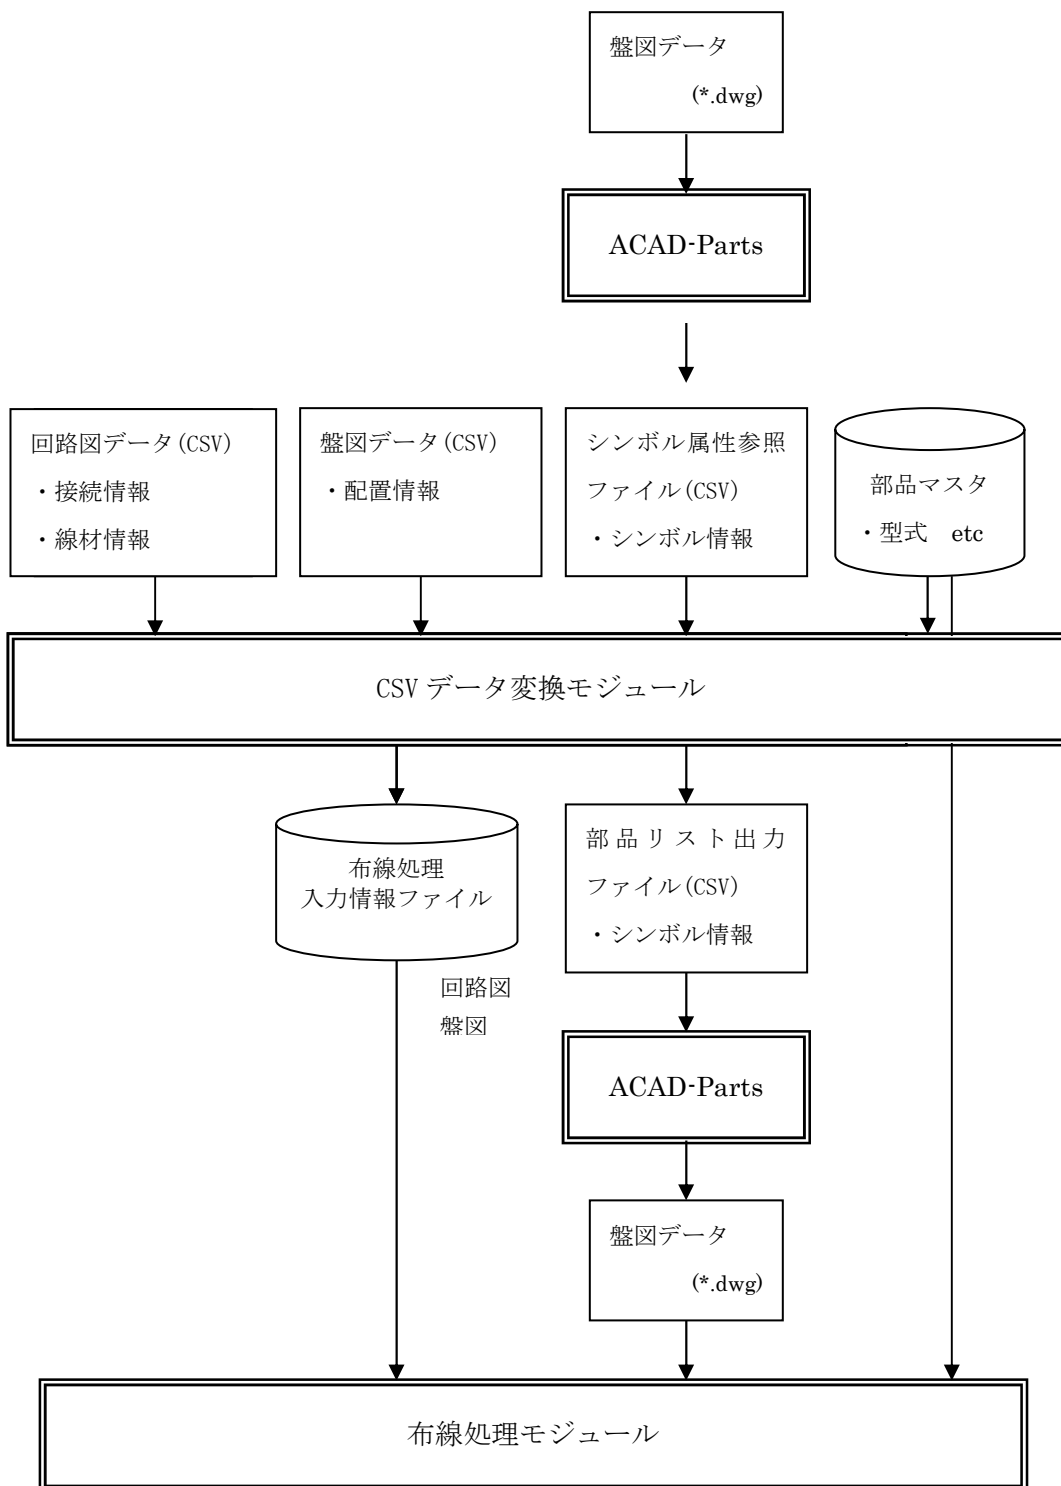 盤図データ
(*.dwg)
ACAD-Parts
回路図データ(CSV)
・接続情報
・線材情報
盤図データ(CSV)
・配置情報
シンボル属性参照
ファイル(CSV)
・シンボル情報
部品マスタ
・型式　etc
CSV データ変換モジュール
布線処理
入力情報ファイル
部品リスト出力
ファイル(CSV)
・シンボル情報
回路図
盤図
ACAD-Parts
盤図データ
(*.dwg)
布線処理モジュール